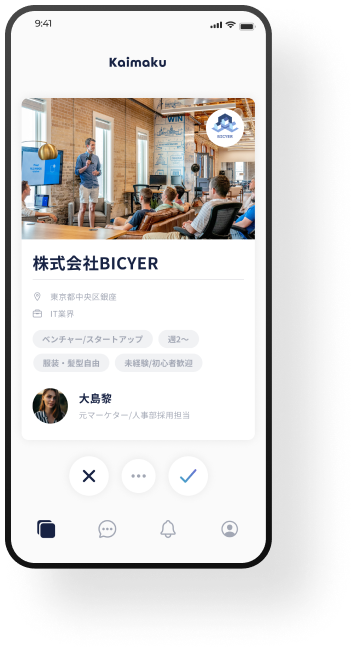 9:41
Kaimaku
WIN
BICYER
株式会社BICYER
東京都中央区銀座
IT業界
ベンチャー/スタートアップ
週2〜
服装・髪型自由
未経験/初心者歓迎
大島黎
元マーケター/人事部採用担当